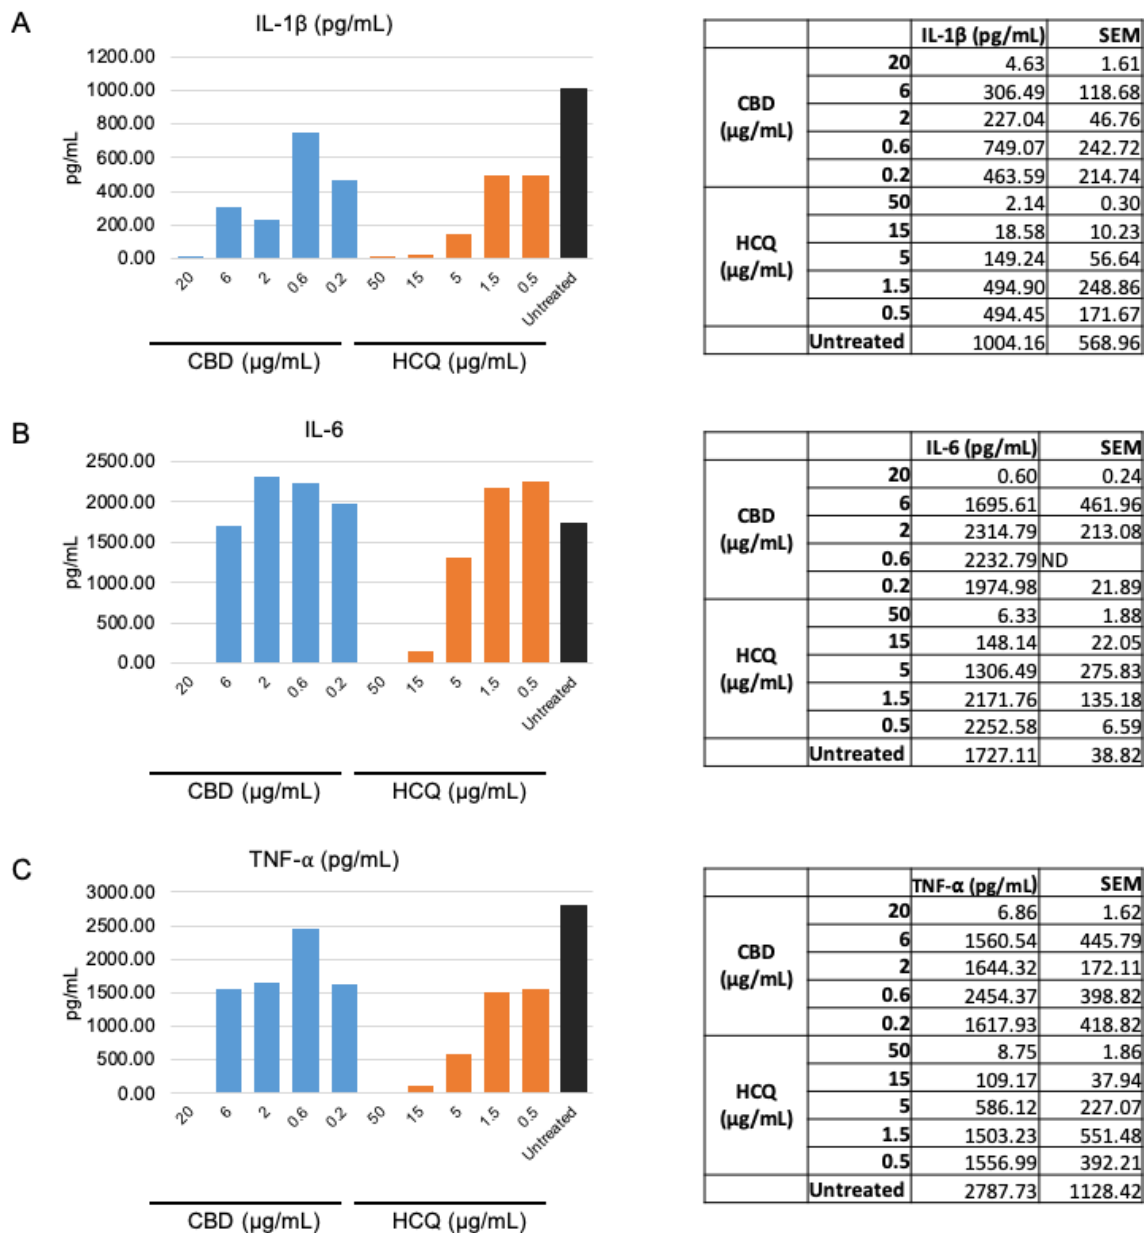 A
IL-1β (pg/mL)
1200.00
1000.00
800.00
600.00
400.00
200.00
0.00
pg/mL
20 6 2 0.6 0.2 50 15 5 1.5 0.5 Untreated
CBD (µg/mL) HCQ (µg/mL)
IL-1β (pg/mL) SEM
CBD (µg/mL)
20 4.63 1.61
6 306.49 118.68
2 227.04 46.76
0.6 749.07 242.72
0.2 463.59 214.74
HCQ (µg/mL)
50 2.14 0.30
15 18.58 10.23
5 149.24 56.64
1.5 494.90 248.86
0.5 494.45 171.67
Untreated 1004.16 568.96
B
IL-6
2500.00
2000.00
1500.00
1000.00
500.00
0.00
pg/mL
20 6 2 0.6 0.2 50 15 5 1.5 0.5 Untreated
CBD (µg/mL) HCQ (µg/mL)
IL-6 (pg/mL) SEM
CBD (µg/mL)
20 0.60 0.24
6 1695.61 461.96
2 2314.79 213.08
0.6 2232.79 ND
0.2 1974.98 21.89
HCQ (µg/mL)
50 6.33 1.88
15 148.14 22.05
5 1306.49 275.83
1.5 2171.76 135.18
0.5 2252.58 6.59
Untreated 1727.11 38.82
C
TNF-α (pg/mL)
3000.00
2500.00
2000.00
1500.00
1000.00
500.00
0.00
pg/mL
20 6 2 0.6 0.2 50 15 5 1.5 0.5 Untreated
CBD (µg/mL) HCQ (µg/mL)
TNF-α (pg/mL) SEM
CBD (µg/mL)
20 6.86 1.62
6 1560.54 445.79
2 1644.32 172.11
0.6 2454.37 398.82
0.2 1617.93 418.82
HCQ (µg/mL)
50 8.75 1.86
15 109.17 37.94
5 586.12 227.07
1.5 1503.23 551.48
0.5 1556.99 392.21
Untreated 2787.73 1128.42